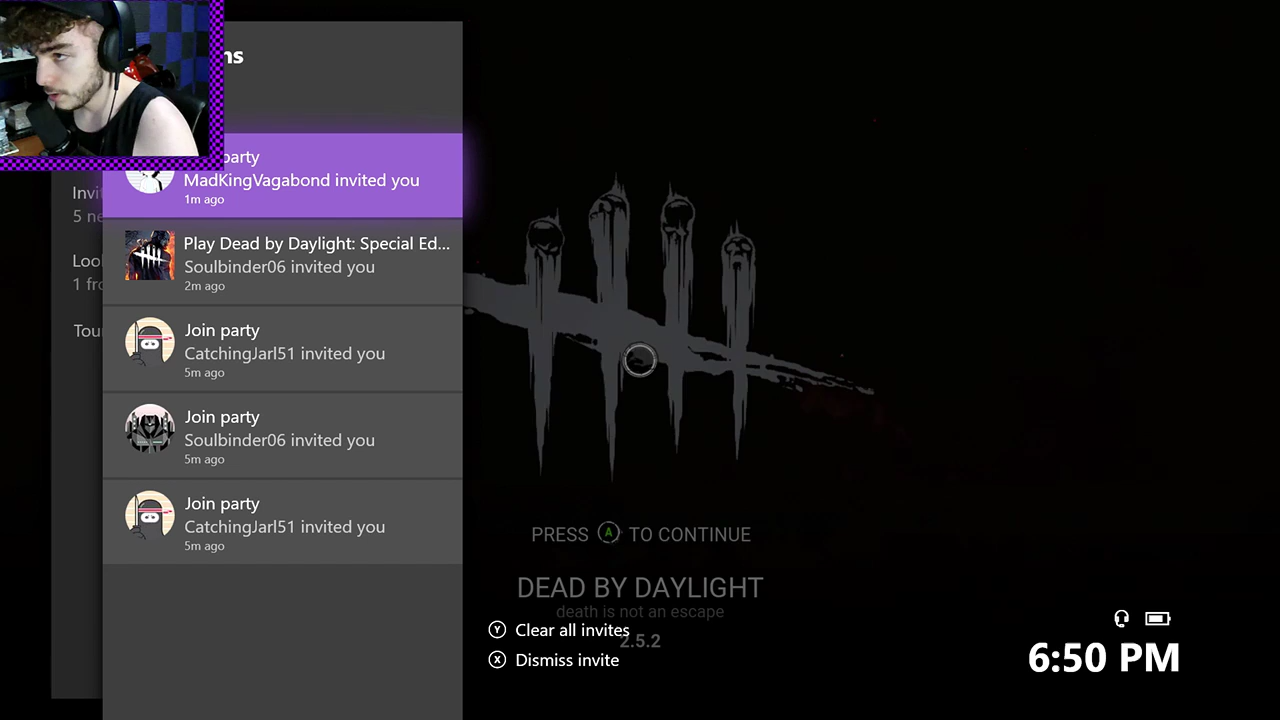 ns
party
MadKingVagabond invited you
1m ago
Play Dead by Daylight: Special Ed...
Soulbinder06 invited you
2m ago
Join party
CatchingJarl51 invited you
5m ago
Join party
Soulbinder06 invited you
5m ago
Join party
CatchingJarl51 invited you
5m ago
Invi
5 ne
Loo
1 fr
Tou
PRESS A TO CONTINUE
DEAD BY DAYLIGHT
death is not an escape
2.5.2
Y Clear all invites
X Dismiss invite
6:50 PM